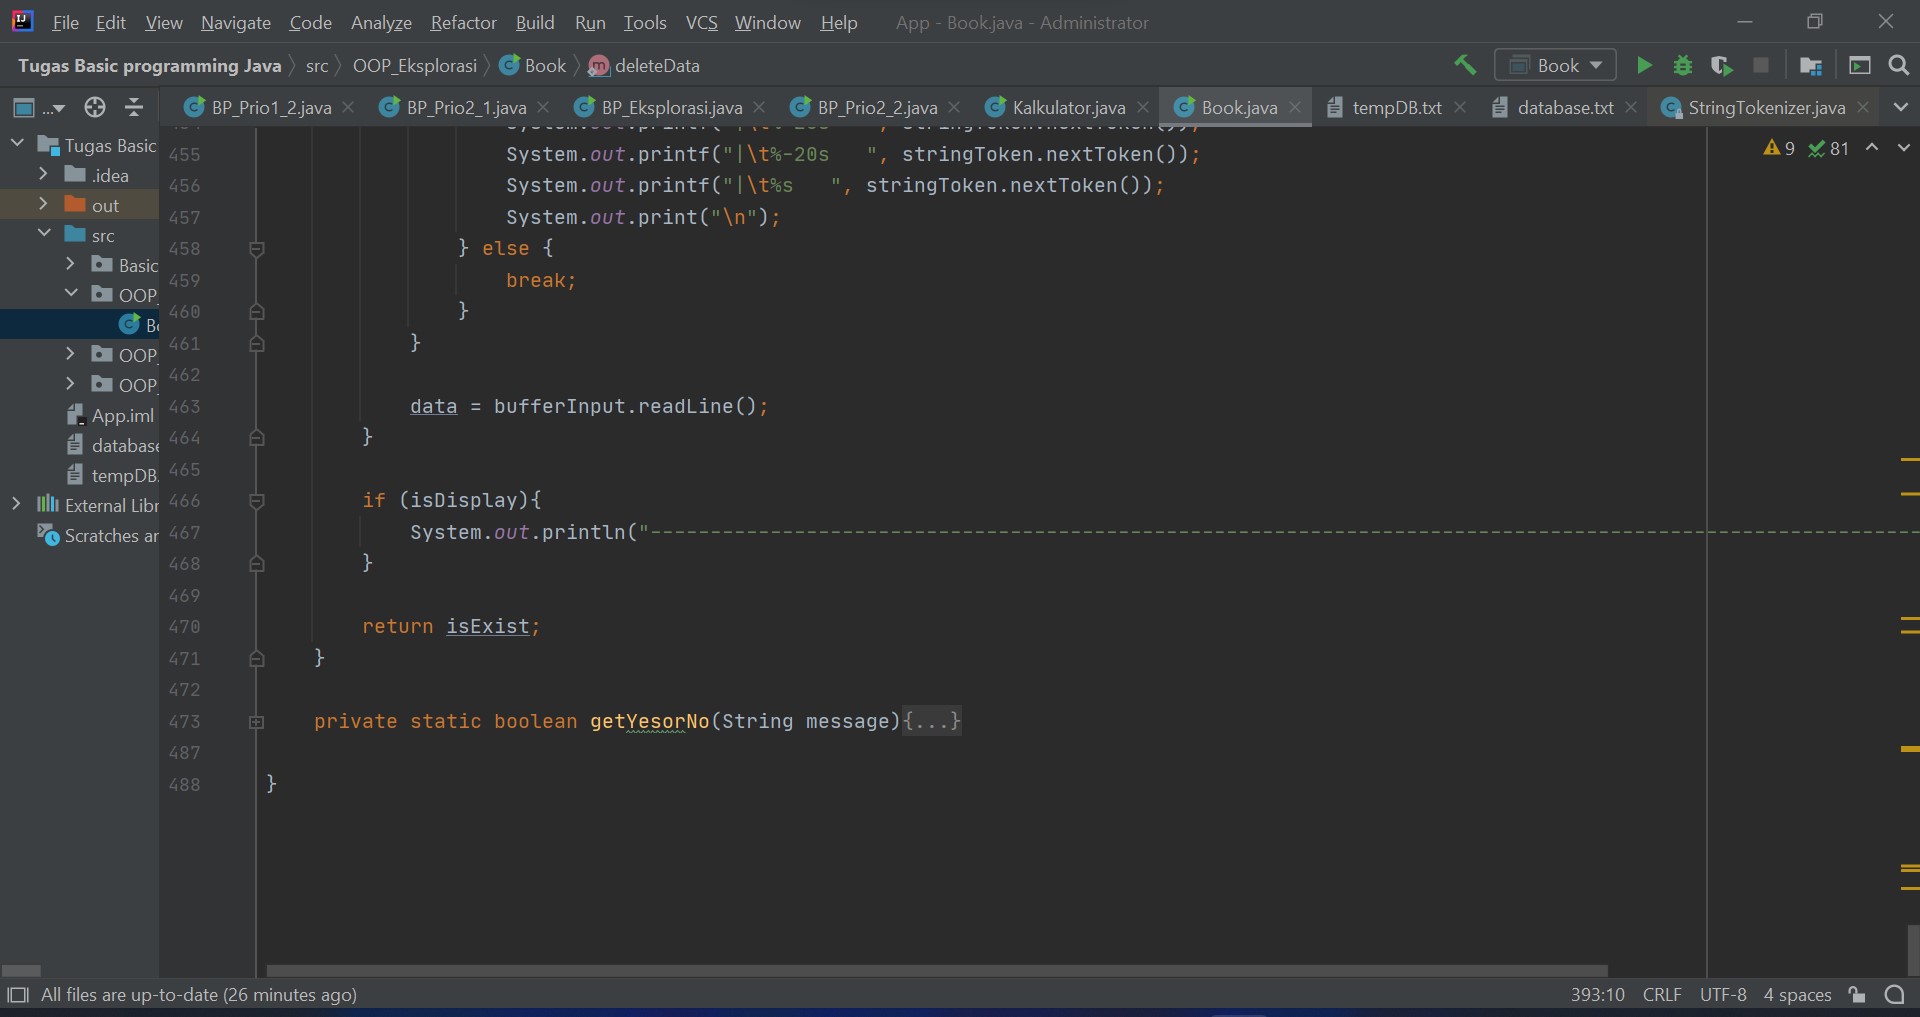 File Edit View Navigate Code Analyze Refactor Build Run Tools VCS Window Help App - Book.java - Administrator
Tugas Basic programming Java src OOP_Eksplorasi Book deleteData Book
... BP_Prio1_2.java BP_Prio2_1.java BP_Eksplorasi.java BP_Prio2_2.java Kalkulator.java Book.java tempDB.txt database.txt StringTokenizer.java
Tugas Basic
.idea
out
src
Basic
OOP_
Bo
OOP_
OOP_
App.iml
database
tempDB.
External Libr
Scratches ar
9 81
455 System.out.printf("|\t%-20s   ", stringToken.nextToken());
456 System.out.printf("|\t%s   ", stringToken.nextToken());
457 System.out.print("\n");
458 } else {
459 break;
460 }
461 }
462
463 data = bufferInput.readLine();
464 }
465
466 if (isDisplay){
467 System.out.println("----------------------------------------------------------------------------------------------------------
468 }
469
470 return isExist;
471 }
472
473 private static boolean getYesorNo(String message){...}
487
488 }
All files are up-to-date (26 minutes ago) 393:10 CRLF UTF-8 4 spaces